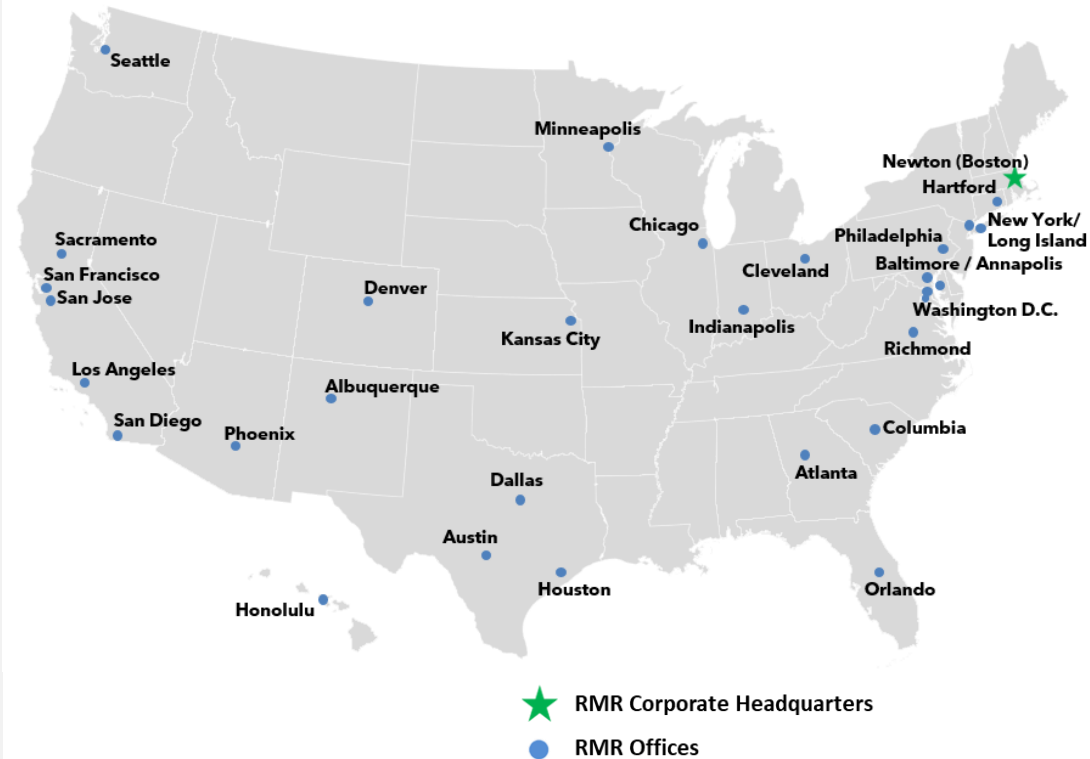 Seattle
Minneapolis
Newton (Boston)
Hartford
New York/
Long Island
Chicago
Philadelphia
Sacramento
Baltimore / Annapolis
Cleveland
San Francisco
Denver
San Jose
Washington D.C.
Indianapolis
Kansas City
Richmond
Los Angeles
Albuquerque
San Diego
Phoenix
Columbia
Atlanta
Dallas
Austin
Houston
Orlando
Honolulu
RMR Corporate Headquarters
RMR Offices